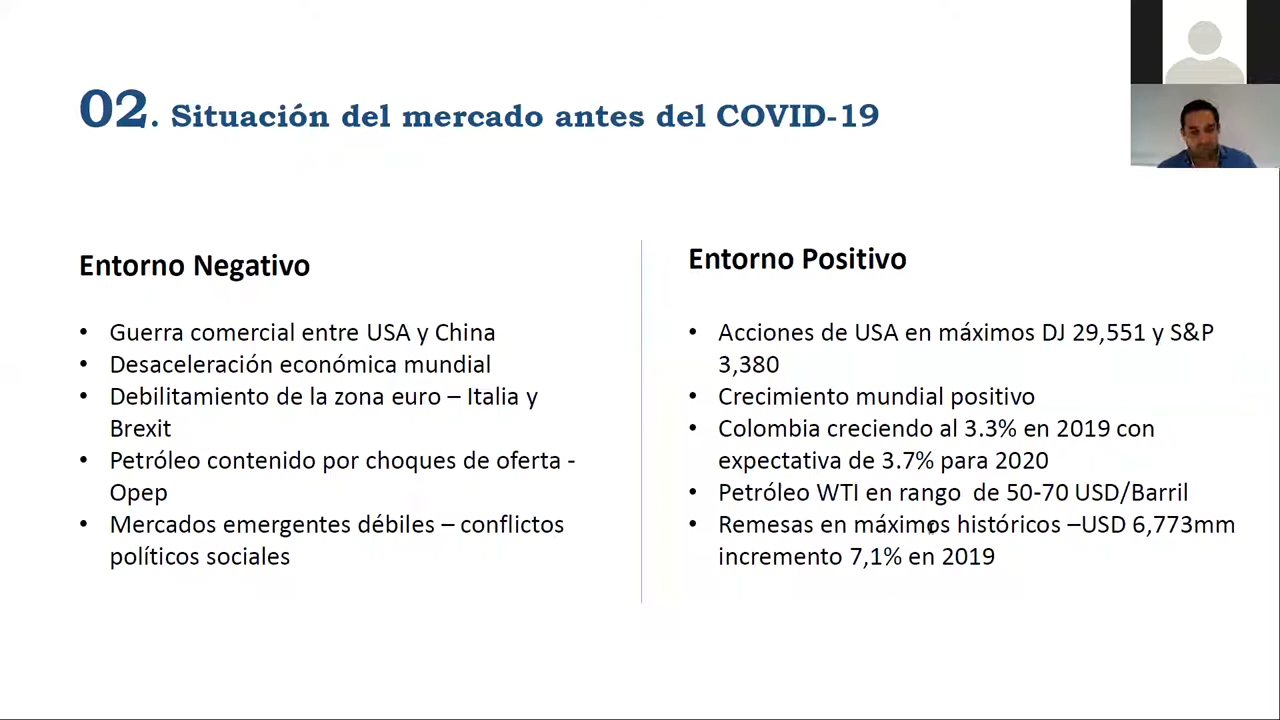 02. Situación del mercado antes del COVID-19
Entorno Negativo
• Guerra comercial entre USA y China
• Desaceleración económica mundial
• Debilitamiento de la zona euro – Italia y
Brexit
• Petróleo contenido por choques de oferta -
Opep
• Mercados emergentes débiles – conflictos
políticos sociales
Entorno Positivo
• Acciones de USA en máximos DJ 29,551 y S&P
3,380
• Crecimiento mundial positivo
• Colombia creciendo al 3.3% en 2019 con
expectativa de 3.7% para 2020
• Petróleo WTI en rango  de 50-70 USD/Barril
• Remesas en máximos históricos –USD 6,773mm
incremento 7,1% en 2019